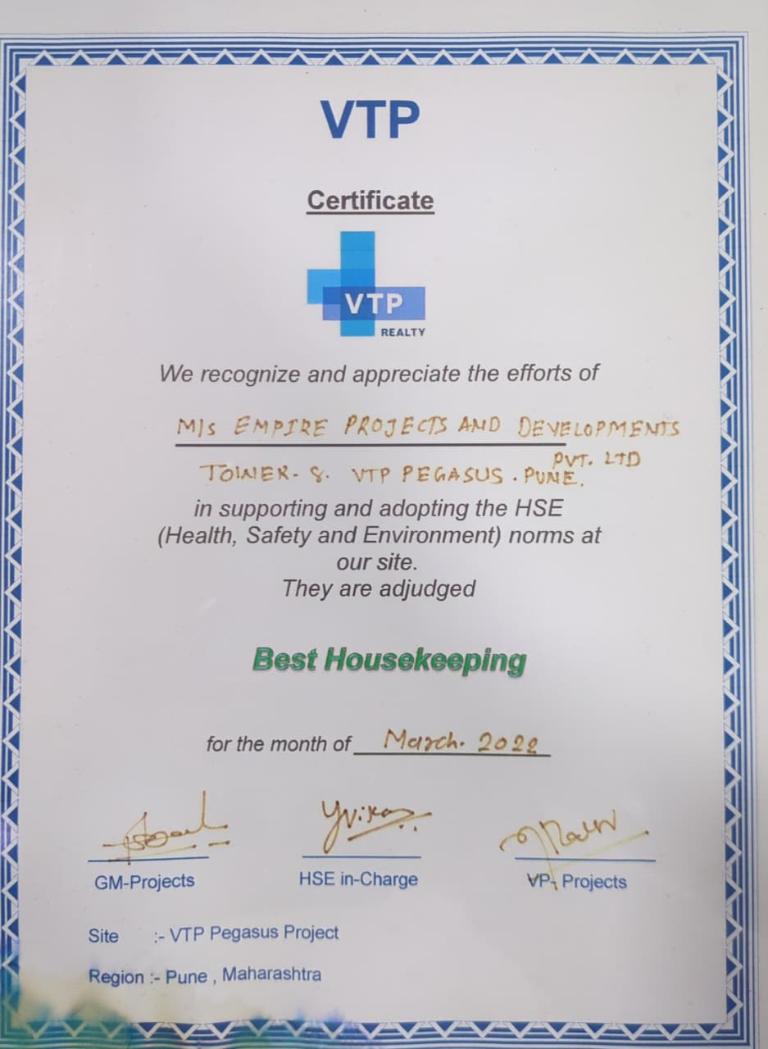 VTP
Certificate
VTP
REALTY
We recognize and appreciate the efforts of
M/s EMPIRE PROJECTS AND DEVELOPMENTS
PVT. LTD
TOWER- 8. VTP PEGASUS. PUNE.
in supporting and adopting the HSE
(Health, Safety and Environment) norms at
our site.
They are adjudged
Best Housekeeping
for the month of March. 2022
GM-Projects HSE in-Charge VP- Projects
Site :- VTP Pegasus Project
Region :- Pune , Maharashtra